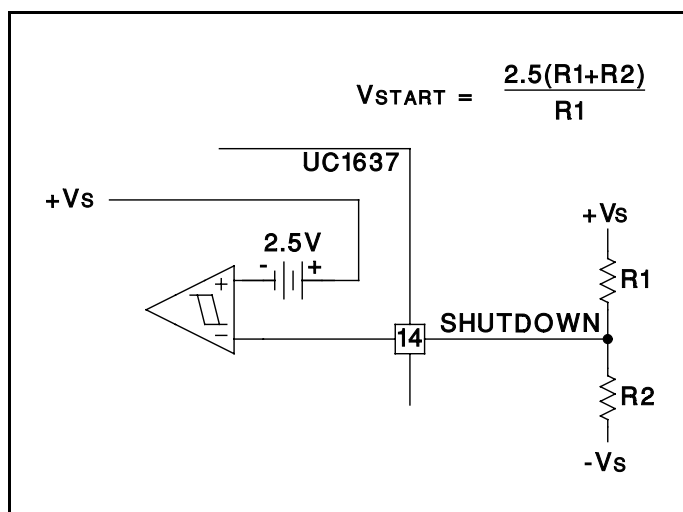 VSTART = 2.5(R1+R2)
R1
UC1637
+Vs
2.5V
- +
+
-
14
SHUTDOWN
+Vs
R1
R2
-Vs